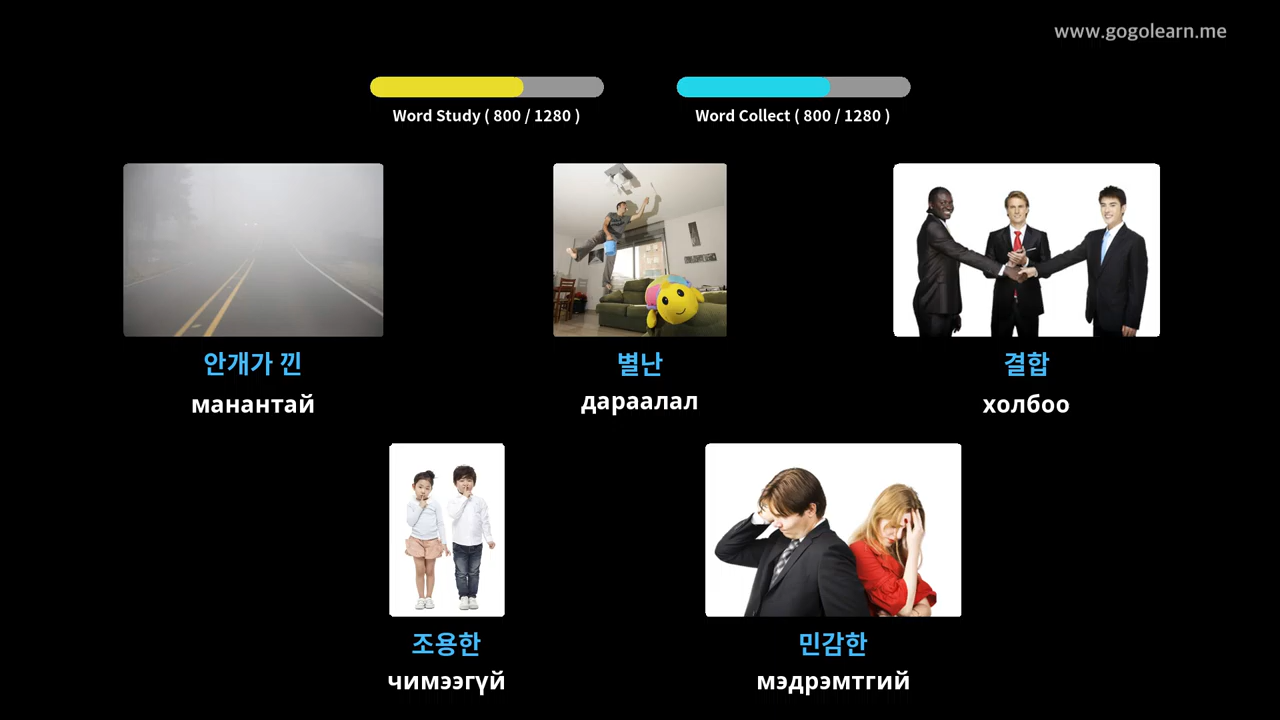 www.gogolearn.me
Word Study ( 800 / 1280 )
Word Collect ( 800 / 1280 )
안개가 낀
별난
결합
манантай
дараалал
холбоо
조용한
민감한
чимээгүй
мэдрэмтгий